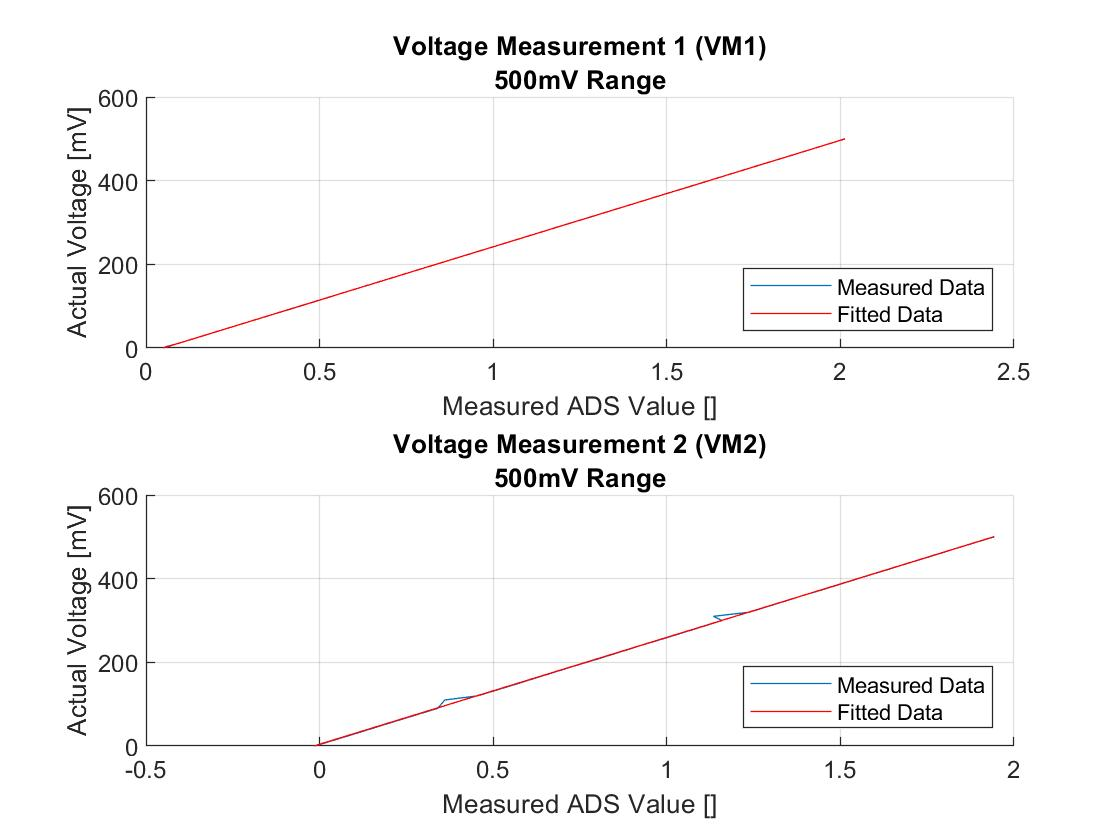 Voltage Measurement 1 (VM1)
500mV Range
Actual Voltage [mV]
600
400
200
0
0 0.5 1 1.5 2 2.5
Measured ADS Value []
Measured Data
Fitted Data
Voltage Measurement 2 (VM2)
500mV Range
Actual Voltage [mV]
600
400
200
0
-0.5 0 0.5 1 1.5 2
Measured ADS Value []
Measured Data
Fitted Data